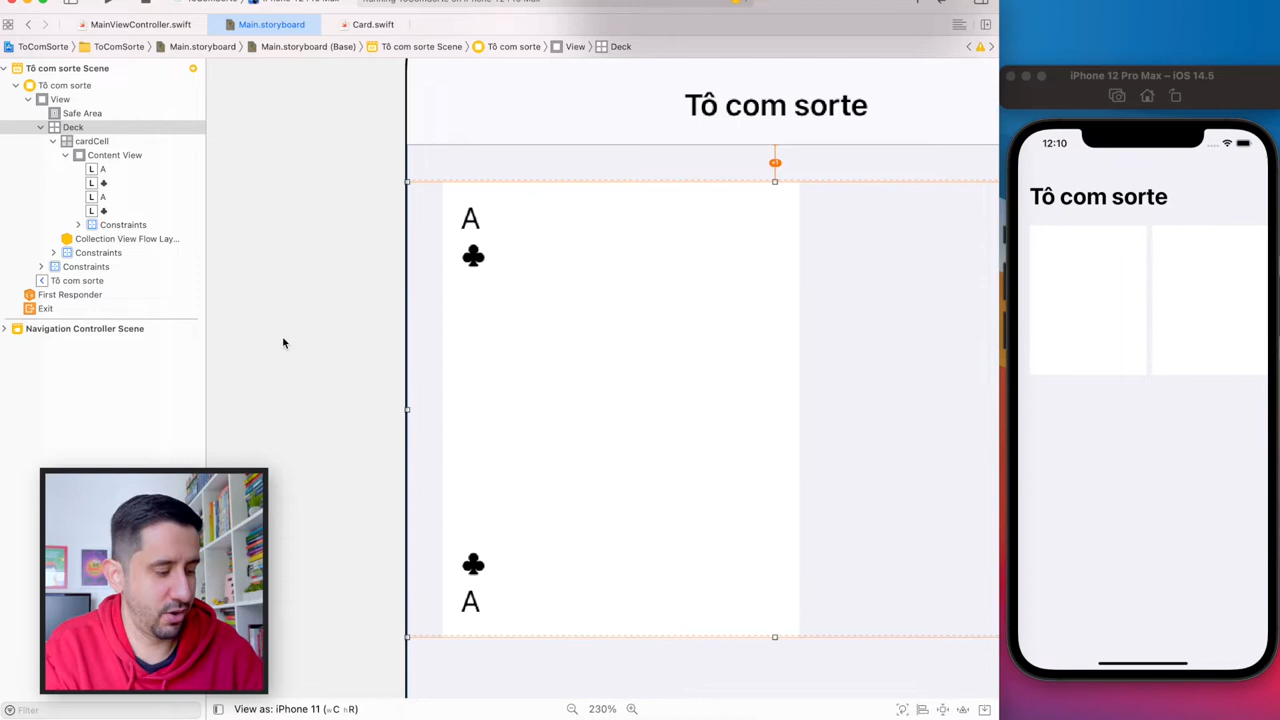 MainViewController.swift
Main.storyboard
Card.swift
ToComSorte
ToComSorte
Main.storyboard
Main.storyboard (Base)
Tô com sorte Scene
Tô com sorte
View
Deck
Tô com sorte Scene
Tô com sorte
View
Safe Area
Deck
cardCell
Content View
L A
L ♣
L A
L ♣
Constraints
Collection View Flow Lay...
Constraints
Constraints
Tô com sorte
First Responder
Exit
Navigation Controller Scene
Filter
Tô com sorte
A
♣
♣
A
View as: iPhone 11 (wC hR)
230%
iPhone 12 Pro Max – iOS 14.5
12:10
Tô com sorte